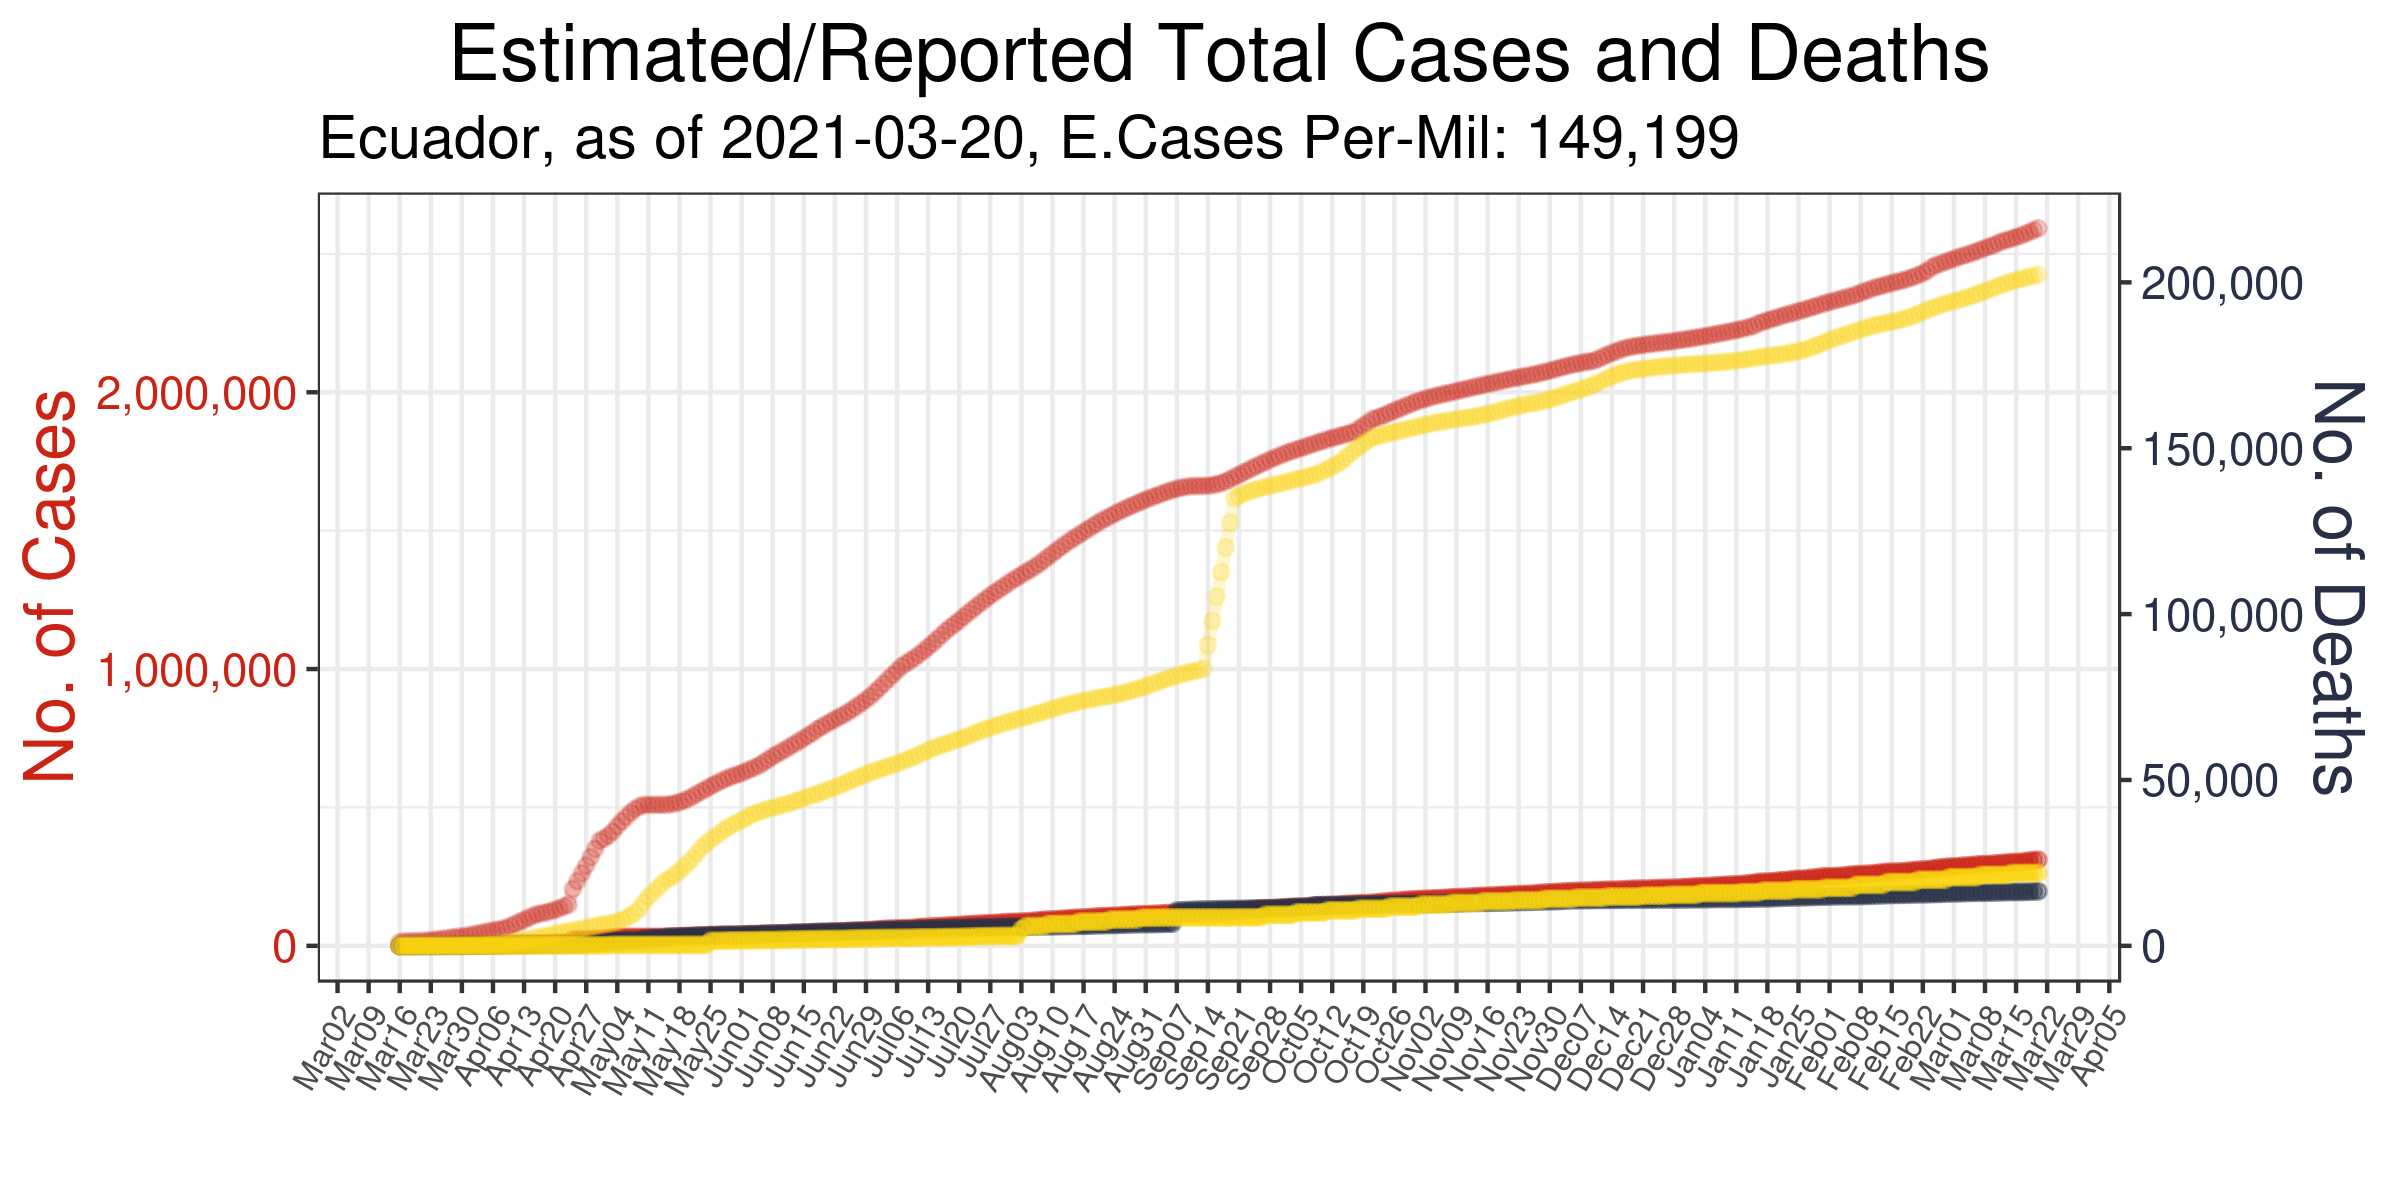 Estimated/Reported Total Cases and Deaths
Ecuador, as of 2021-03-20, E.Cases Per-Mil: 149,199
No. of Cases
2,000,000
1,000,000
0
200,000
150,000
100,000
50,000
0
No. of Deaths
Mar02
Mar09
Mar16
Mar23
Mar30
Apr06
Apr13
Apr20
Apr27
May04
May11
May18
May25
Jun01
Jun08
Jun15
Jun22
Jun29
Jul06
Jul13
Jul20
Jul27
Aug03
Aug10
Aug17
Aug24
Aug31
Sep07
Sep14
Sep21
Sep28
Oct05
Oct12
Oct19
Oct26
Nov02
Nov09
Nov16
Nov23
Nov30
Dec07
Dec14
Dec21
Dec28
Jan04
Jan11
Jan18
Jan25
Feb01
Feb08
Feb15
Feb22
Mar01
Mar08
Mar15
Mar22
Mar29
Apr05